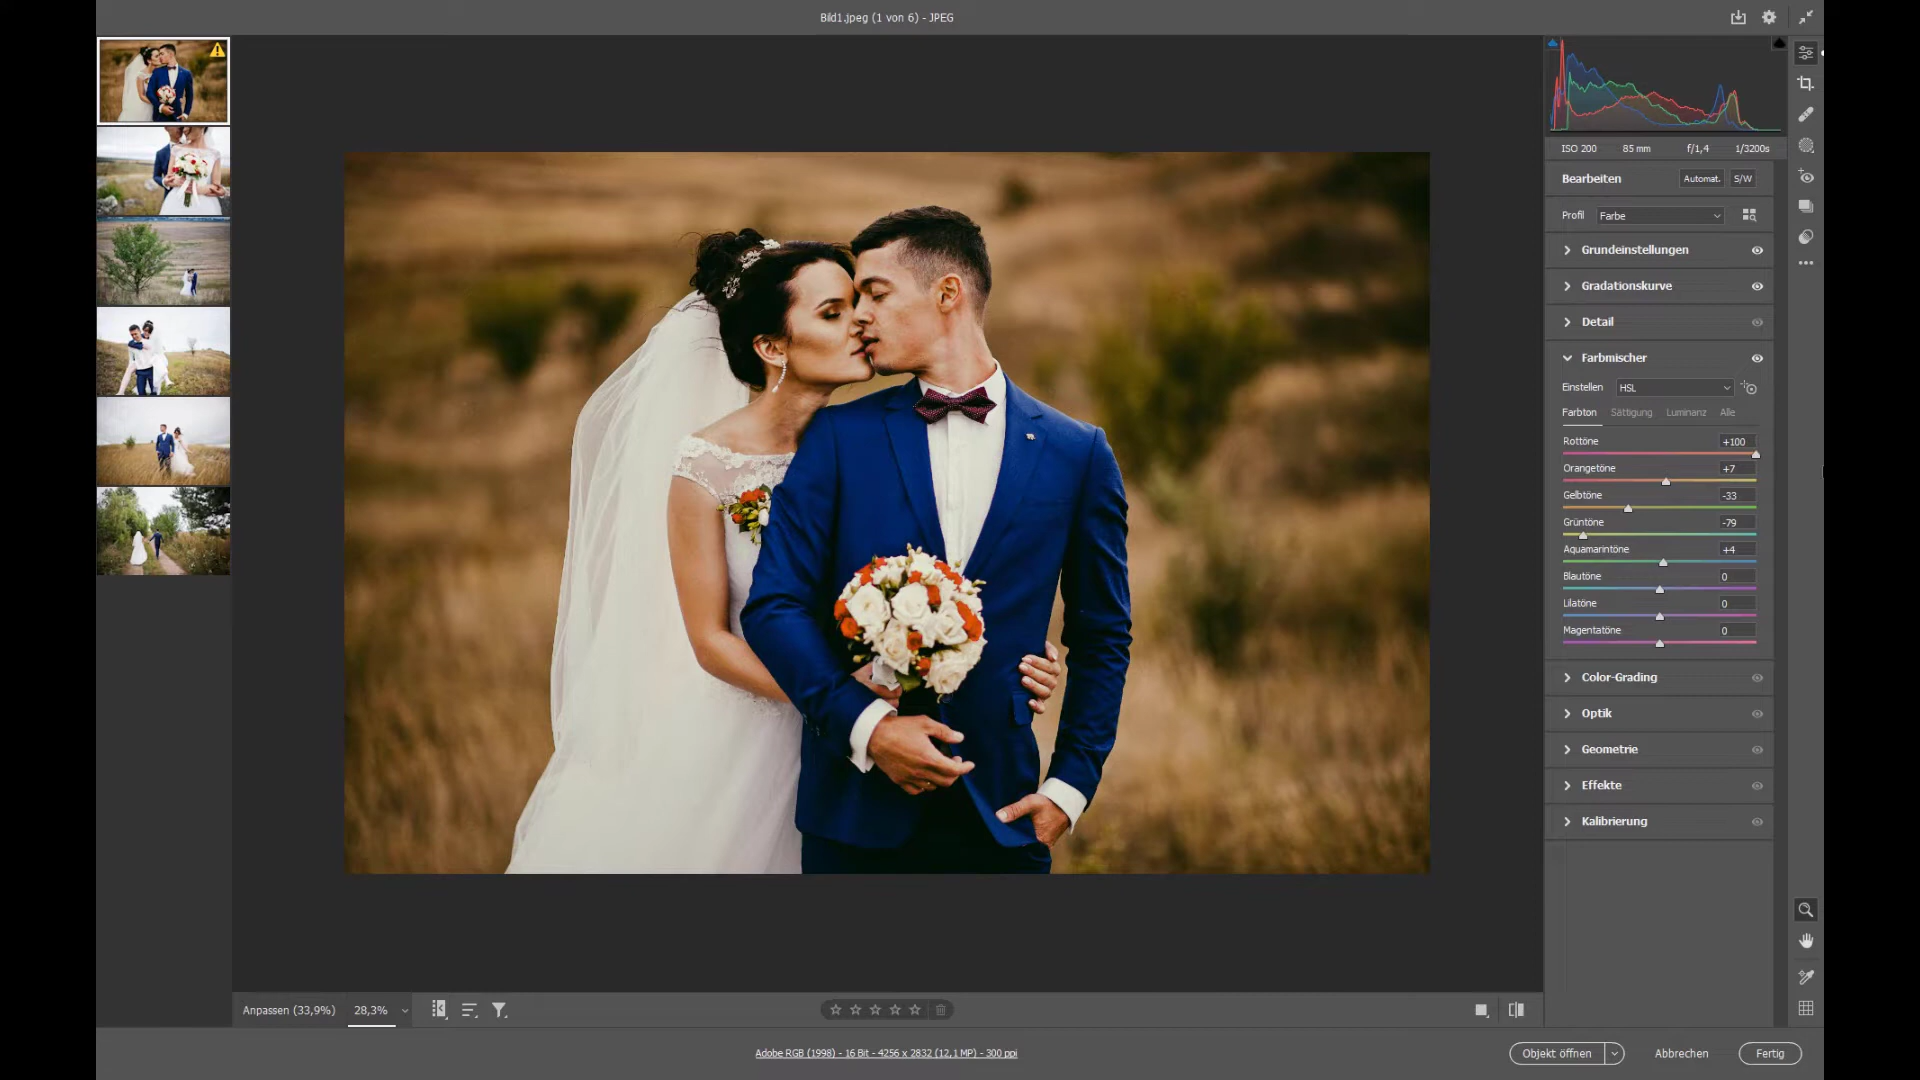 Bild1.jpeg (1 von 6) - JPEG
ISO 200 85 mm f/1,4 1/3200s
Bearbeiten Automat. S/W
Profil Farbe
Grundeinstellungen
Gradationskurve
Detail
Farbmischer
Einstellen HSL
Farbton Sättigung Luminanz Alle
Rottöne +100
Orangetöne +7
Gelbtöne -33
Grüntöne -79
Aquamarintöne +4
Blautöne 0
Lilatöne 0
Magentatöne 0
Color-Grading
Optik
Geometrie
Effekte
Kalibrierung
Anpassen (33,9%) 28,3%
Adobe RGB (1998) - 16 Bit - 4256 x 2832 (12,1 MP) - 300 ppi
Objekt öffnen Abbrechen Fertig